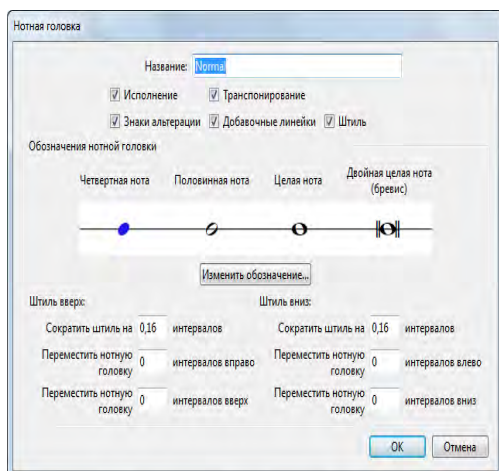 Нотная головка
Название: Normal
Исполнение Транспонирование
Знаки альтерации Добавочные линейки Штиль
Обозначения нотной головки
Четвертная нота Половинная нота Целая нота Двойная целая нота
(бревис)
Изменить обозначение...
Штиль вверх: Штиль вниз:
Сократить штиль на 0,16 интервалов Сократить штиль на 0,16 интервалов
Переместить нотную
головку 0 интервалов вправо Переместить нотную
головку 0 интервалов влево
Переместить нотную
головку 0 интервалов вверх Переместить нотную
головку 0 интервалов вниз
OK Отмена